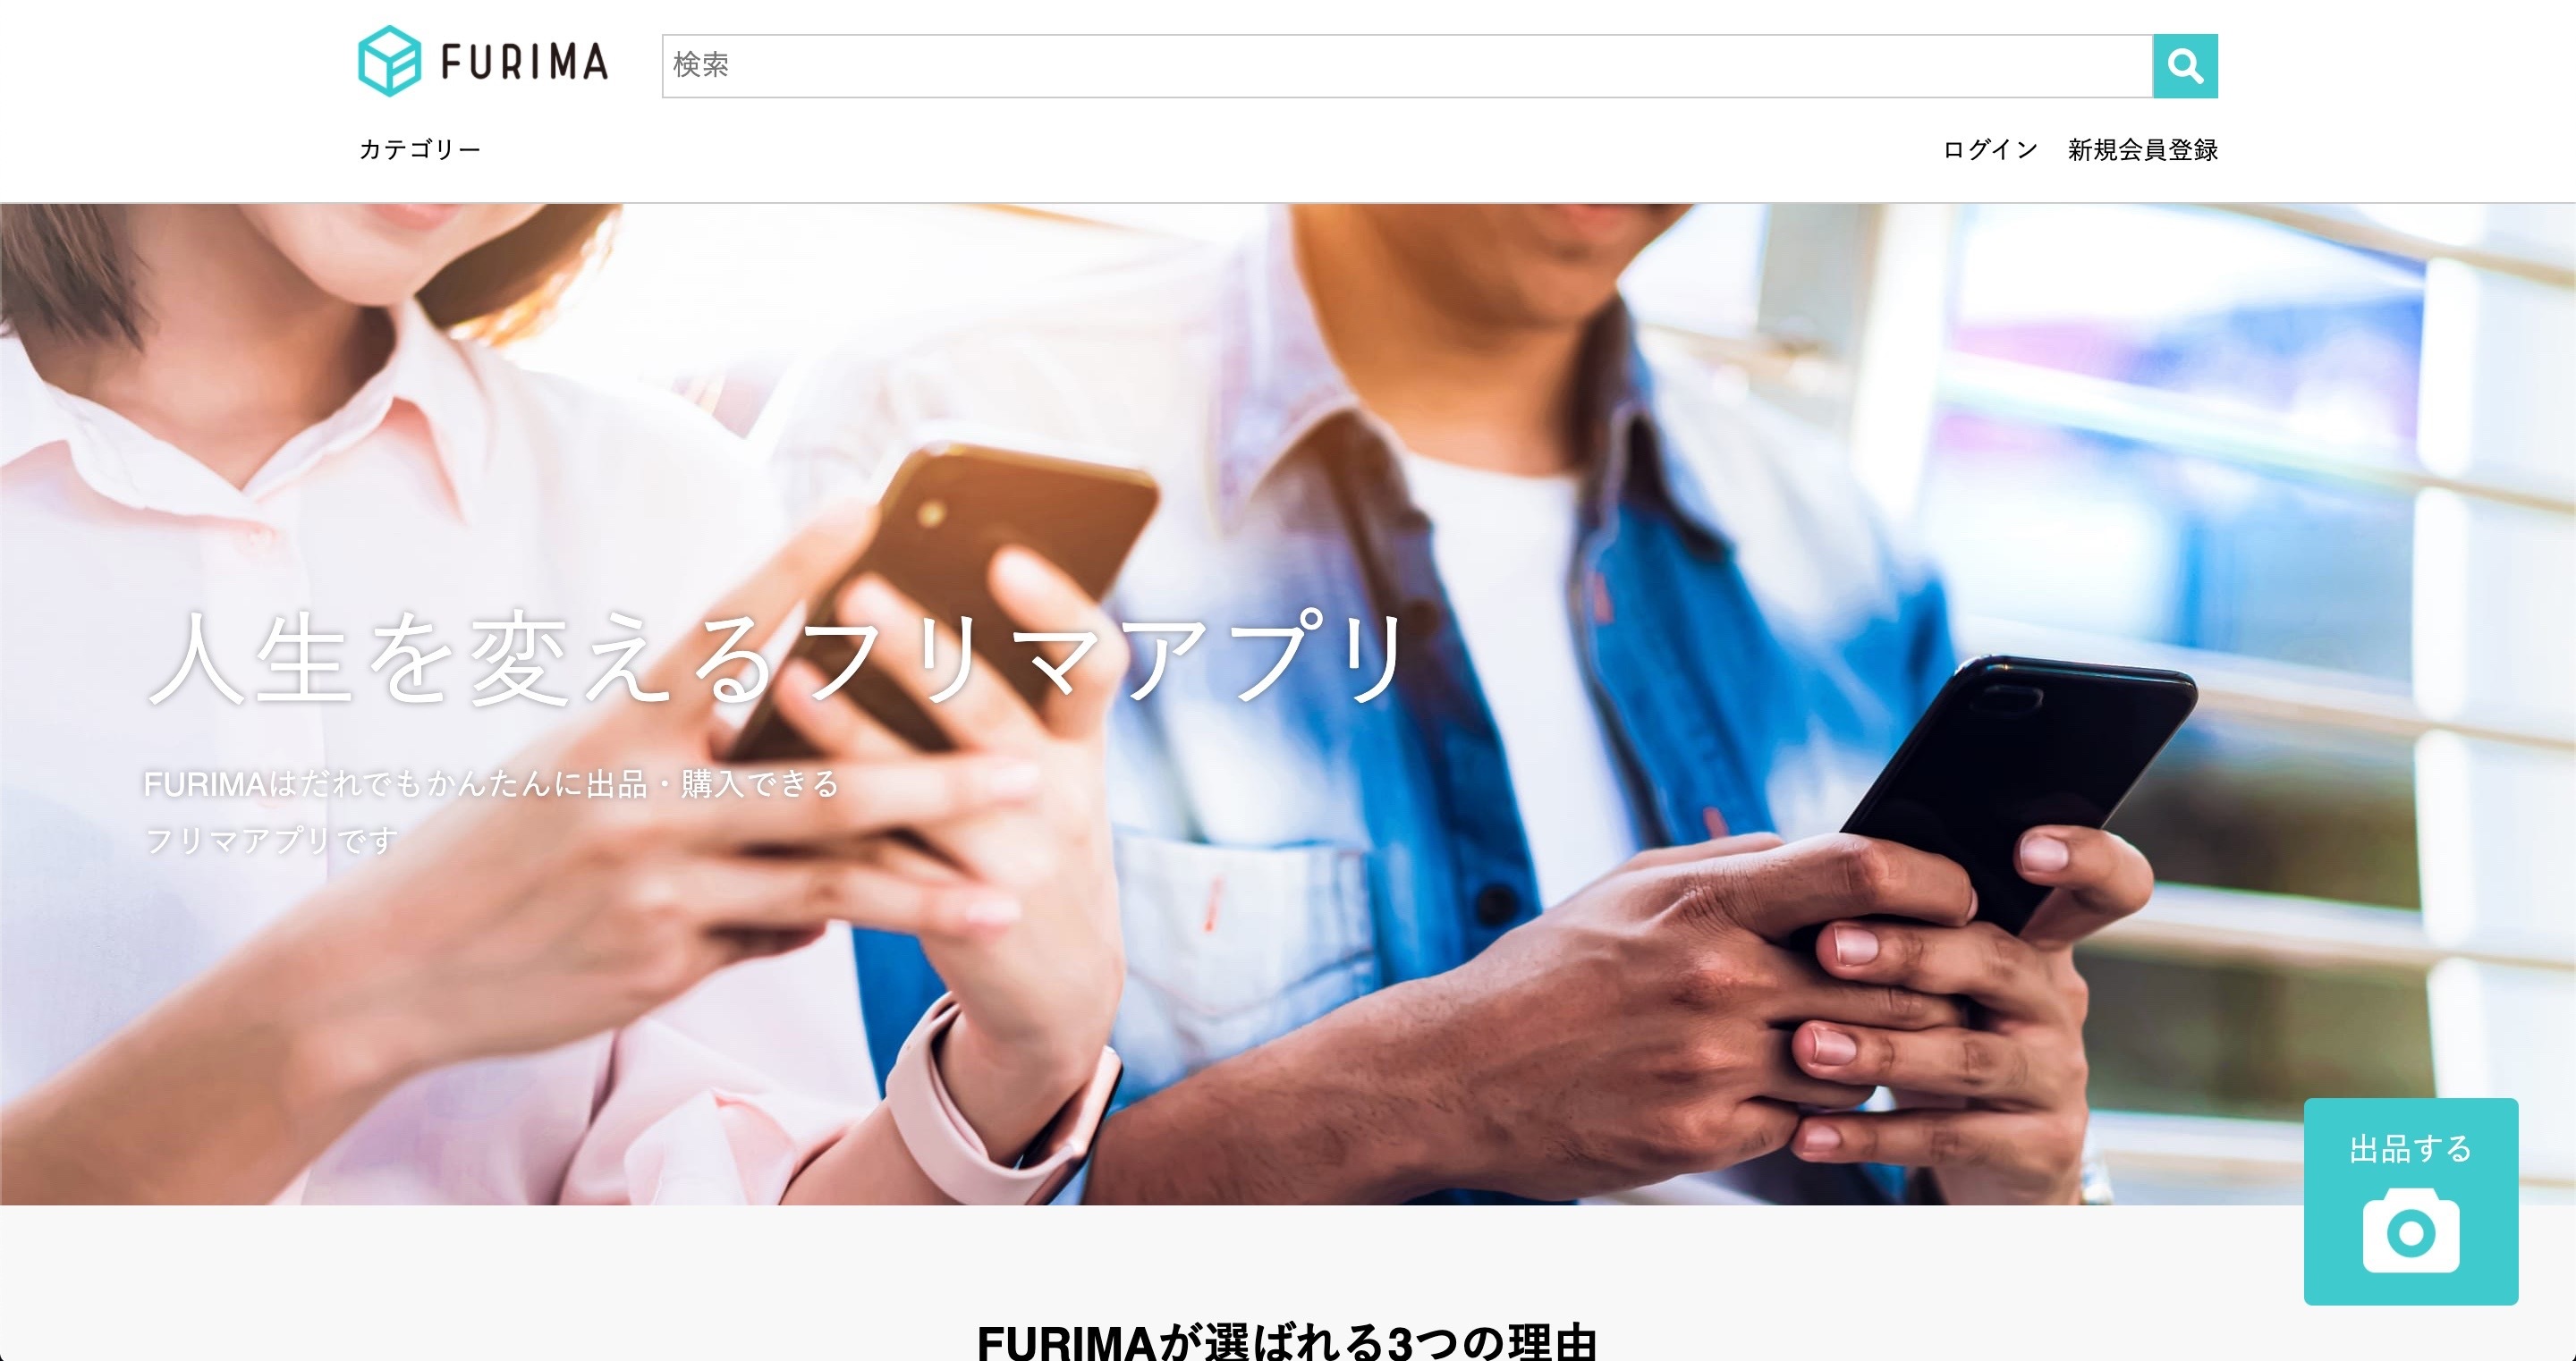 FURIMA
検索
カテゴリー
ログイン 新規会員登録
人生を変えるフリマアプリ
FURIMAはだれでもかんたんに出品・購入できる
フリマアプリです
出品する
FURIMAが選ばれる3つの理由